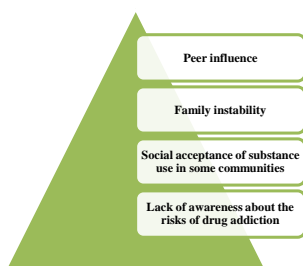 Peer influence
Family instability
Social acceptance of substance
use in some communities
Lack of awareness about the
risks of drug addiction